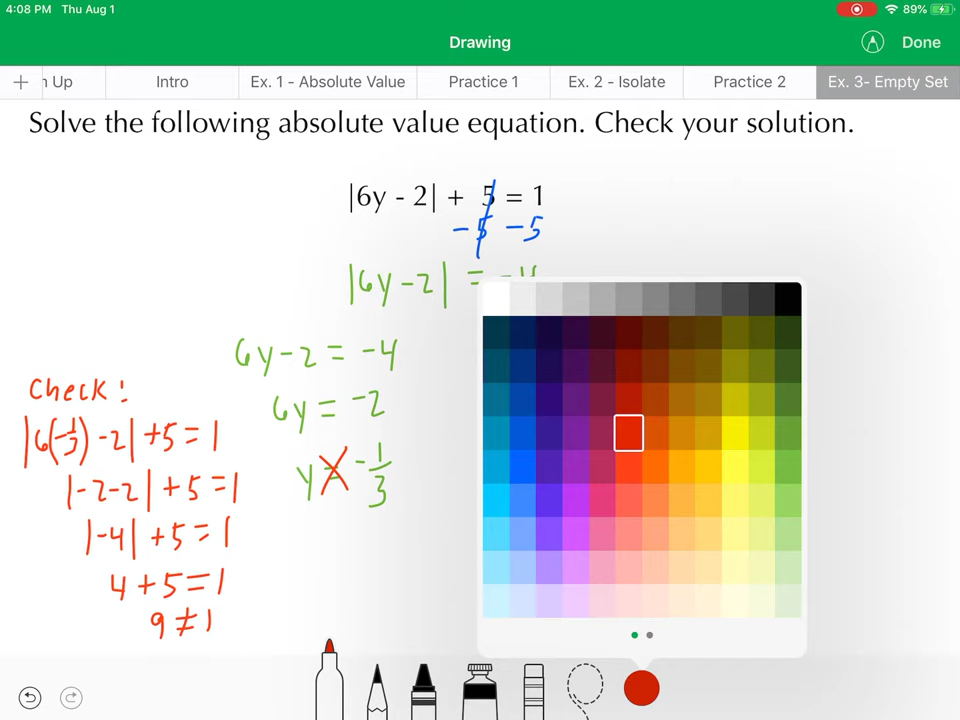 4:08 PM Thu Aug 1 89%
Drawing Done
n Up Intro Ex. 1 - Absolute Value Practice 1 Ex. 2 - Isolate Practice 2 Ex. 3- Empty Set
Solve the following absolute value equation. Check your solution.
|6y - 2| + 5 = 1
-5 -5
|6y-2| = -4
6y-2 = -4
6y = -2
y = -1/3
Check!
|6(-1/3) -2| +5 = 1
|-2-2| +5 = 1
|-4| +5 = 1
4+5=1
9≠1